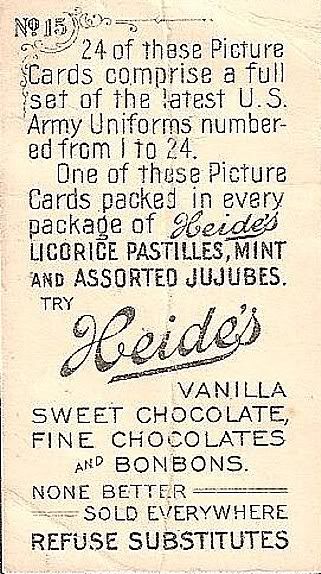 Nº 15
24 of these Picture
Cards comprise a full
set of the latest U.S.
Army Uniforms number-
ed from 1 to 24.
One of these Picture
Cards packed in every
package of Heide's
LICORICE PASTILLES, MINT
AND ASSORTED JUJUBES.
TRY
Heide's
VANILLA
SWEET CHOCOLATE,
FINE CHOCOLATES
AND BONBONS.
NONE BETTER
SOLD EVERYWHERE
REFUSE SUBSTITUTES